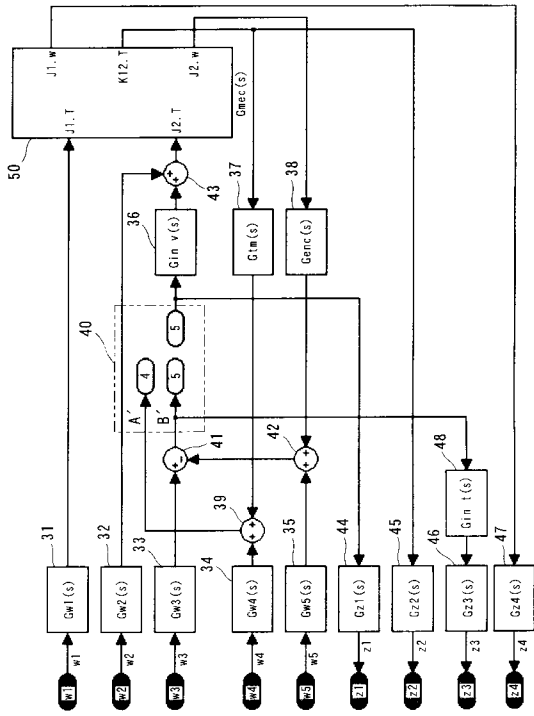 50
J1.T
J1.w
K12.T
J2.T
J2.w
Gmec(s)
43
+
+
36
Gin v(s)
37
Gtm(s)
38
Genc(s)
40
A'
4
B'
5
5
41
+
-
42
+
+
39
+
+
48
Gin t(s)
31
Gw1(s)
32
Gw2(s)
33
Gw3(s)
34
Gw4(s)
35
Gw5(s)
44
Gz1(s)
45
Gz2(s)
46
Gz3(s)
47
Gz4(s)
w1
w2
w3
w4
w5
z1
z2
z3
z4
w1
w2
w3
w4
w5
z1
z2
z3
z4